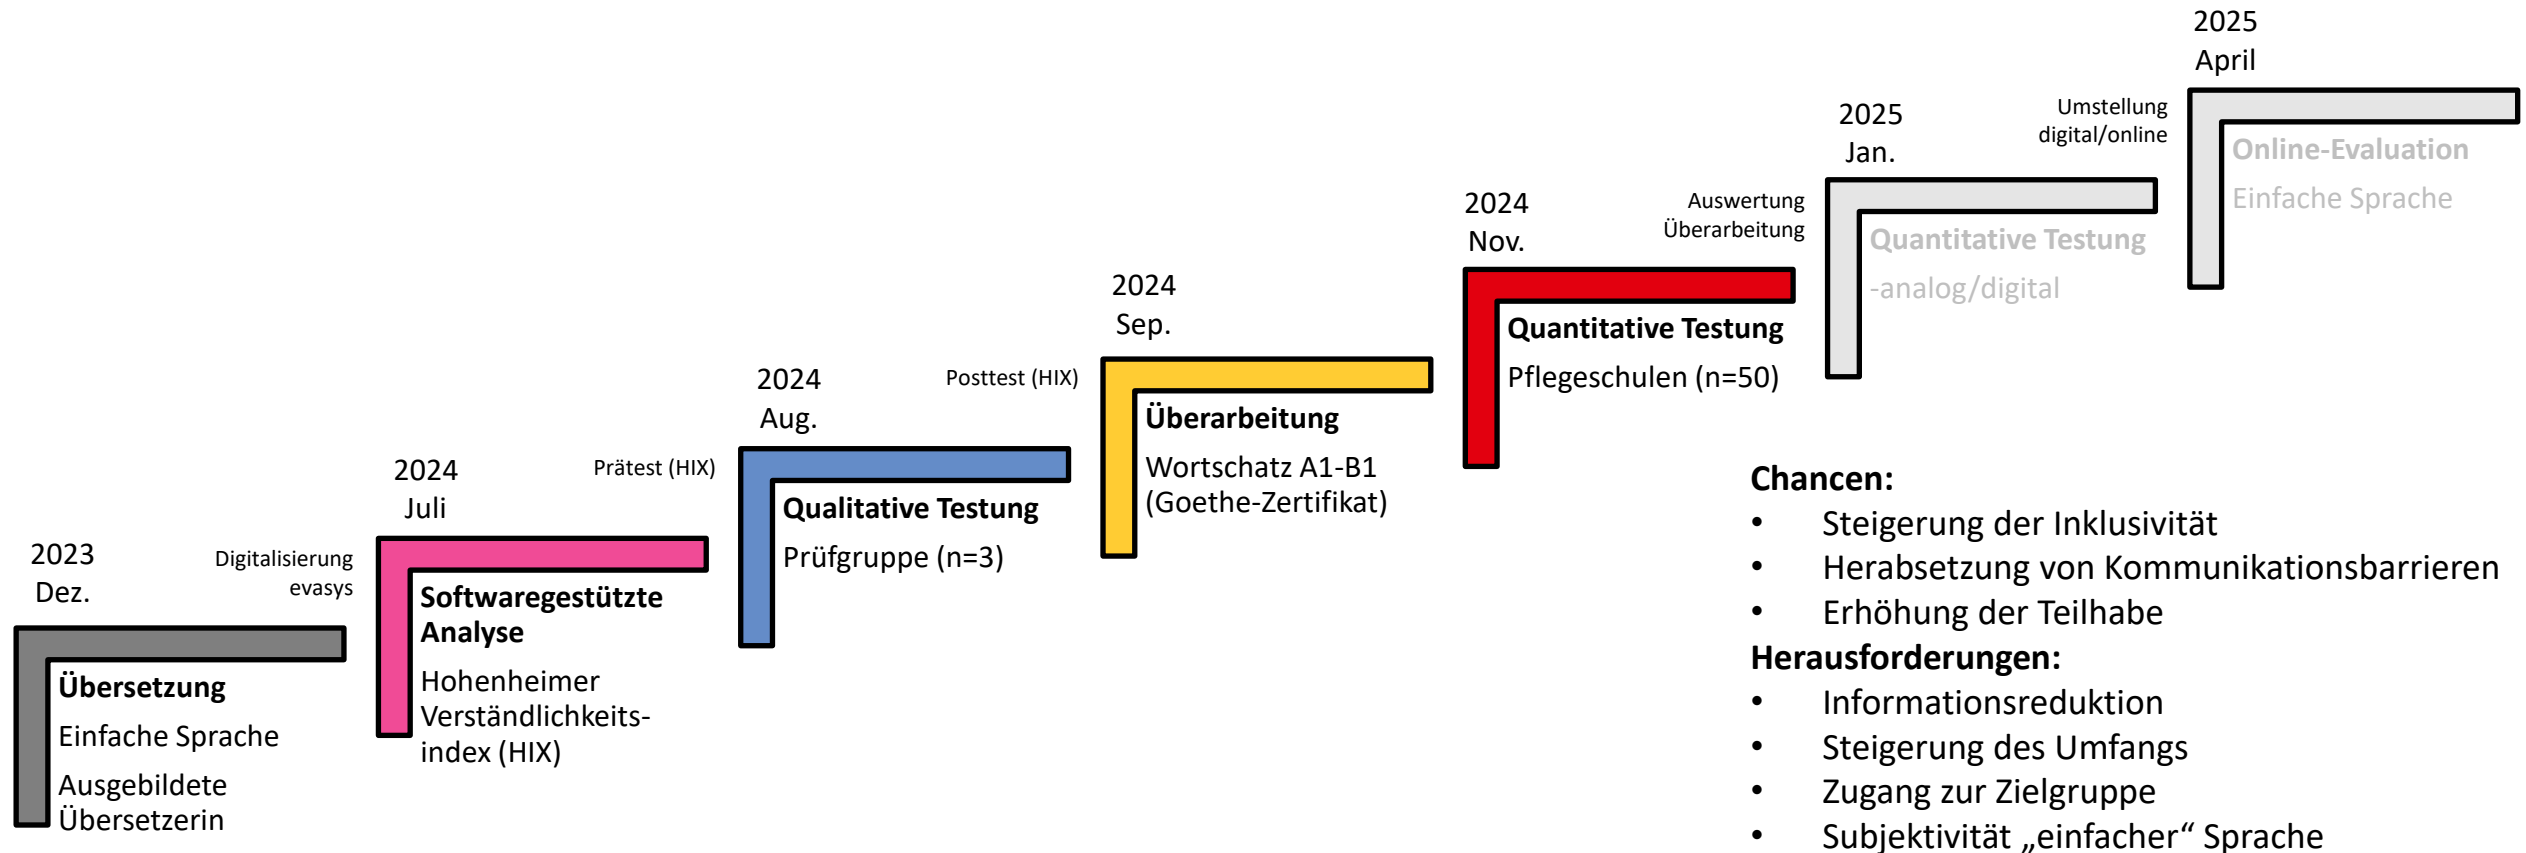 2023
Dez.
Übersetzung
Einfache Sprache
Ausgebildete
Übersetzerin
Digitalisierung
evasys
2024
Juli
Softwaregestützte
Analyse
Hohenheimer
Verständlichkeits-
index (HIX)
Prätest (HIX)
2024
Aug.
Qualitative Testung
Prüfgruppe (n=3)
Posttest (HIX)
2024
Sep.
Überarbeitung
Wortschatz A1-B1
(Goethe-Zertifikat)
2024
Nov.
Quantitative Testung
Pflegeschulen (n=50)
Auswertung
Überarbeitung
2025
Jan.
Quantitative Testung
-analog/digital
Umstellung
digital/online
2025
April
Online-Evaluation
Einfache Sprache
Chancen:
• Steigerung der Inklusivität
• Herabsetzung von Kommunikationsbarrieren
• Erhöhung der Teilhabe
Herausforderungen:
• Informationsreduktion
• Steigerung des Umfangs
• Zugang zur Zielgruppe
• Subjektivität „einfacher“ Sprache